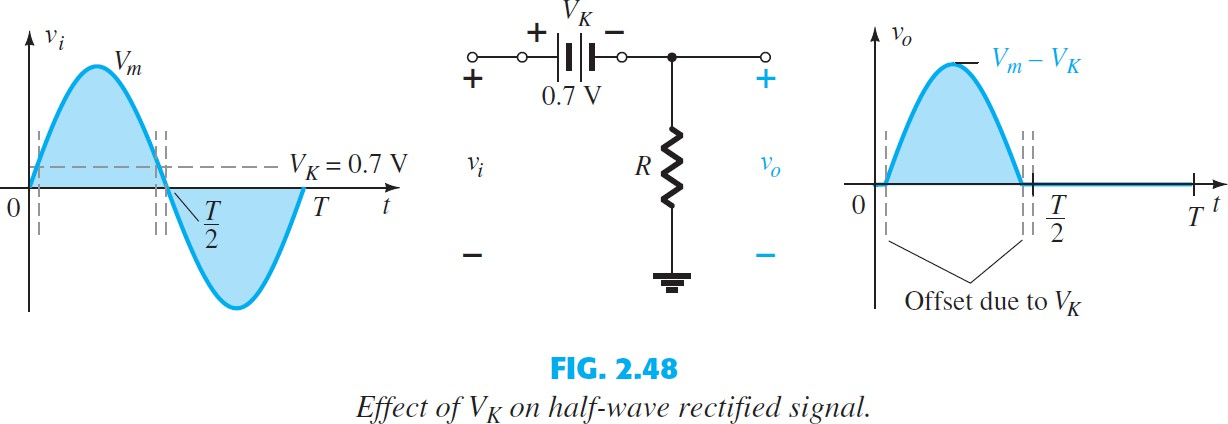 v_i
V_m
V_K = 0.7 V
0
T/2
T
t
V_K
+ −
0.7 V
+
v_i
−
R
+
v_o
−
v_o
V_m − V_K
0
T/2
T
t
Offset due to V_K
FIG. 2.48
Effect of V_K on half-wave rectified signal.